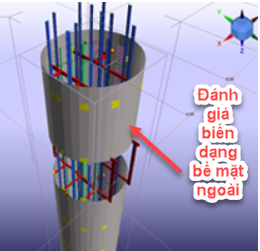 Z
X
Đánh
giá
biến
dạng
bề mặt
ngoài